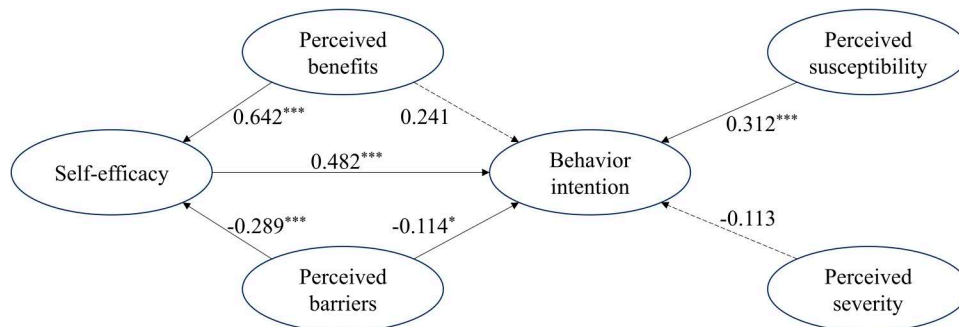 Perceived
benefits
Perceived
susceptibility
0.642***
0.241
0.312***
Self-efficacy
0.482***
Behavior
intention
-0.289***
-0.114*
-0.113
Perceived
barriers
Perceived
severity